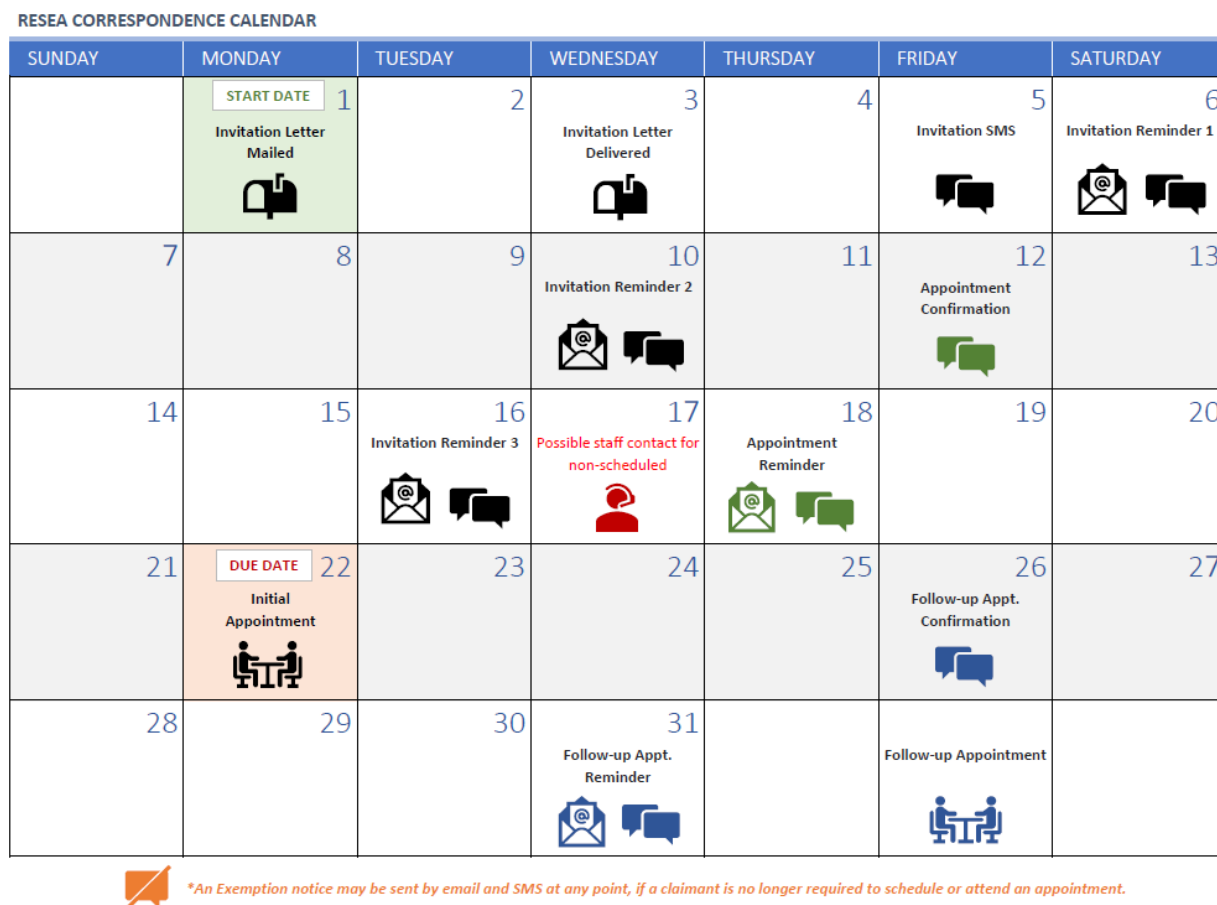 RESEA CORRESPONDENCE CALENDAR
SUNDAY MONDAY TUESDAY WEDNESDAY THURSDAY FRIDAY SATURDAY
START DATE 1
Invitation Letter
Mailed
2
3
Invitation Letter
Delivered
4
5
Invitation SMS
6
Invitation Reminder 1
@
7
8
9
10
Invitation Reminder 2
@
11
12
Appointment
Confirmation
13
14
15
16
Invitation Reminder 3
@
17
Possible staff contact for
non-scheduled
18
Appointment
Reminder
@
19
20
21
DUE DATE 22
Initial
Appointment
23
24
25
26
Follow-up Appt.
Confirmation
27
28
29
30
31
Follow-up Appt.
Reminder
@
Follow-up Appointment
*An Exemption notice may be sent by email and SMS at any point, if a claimant is no longer required to schedule or attend an appointment.